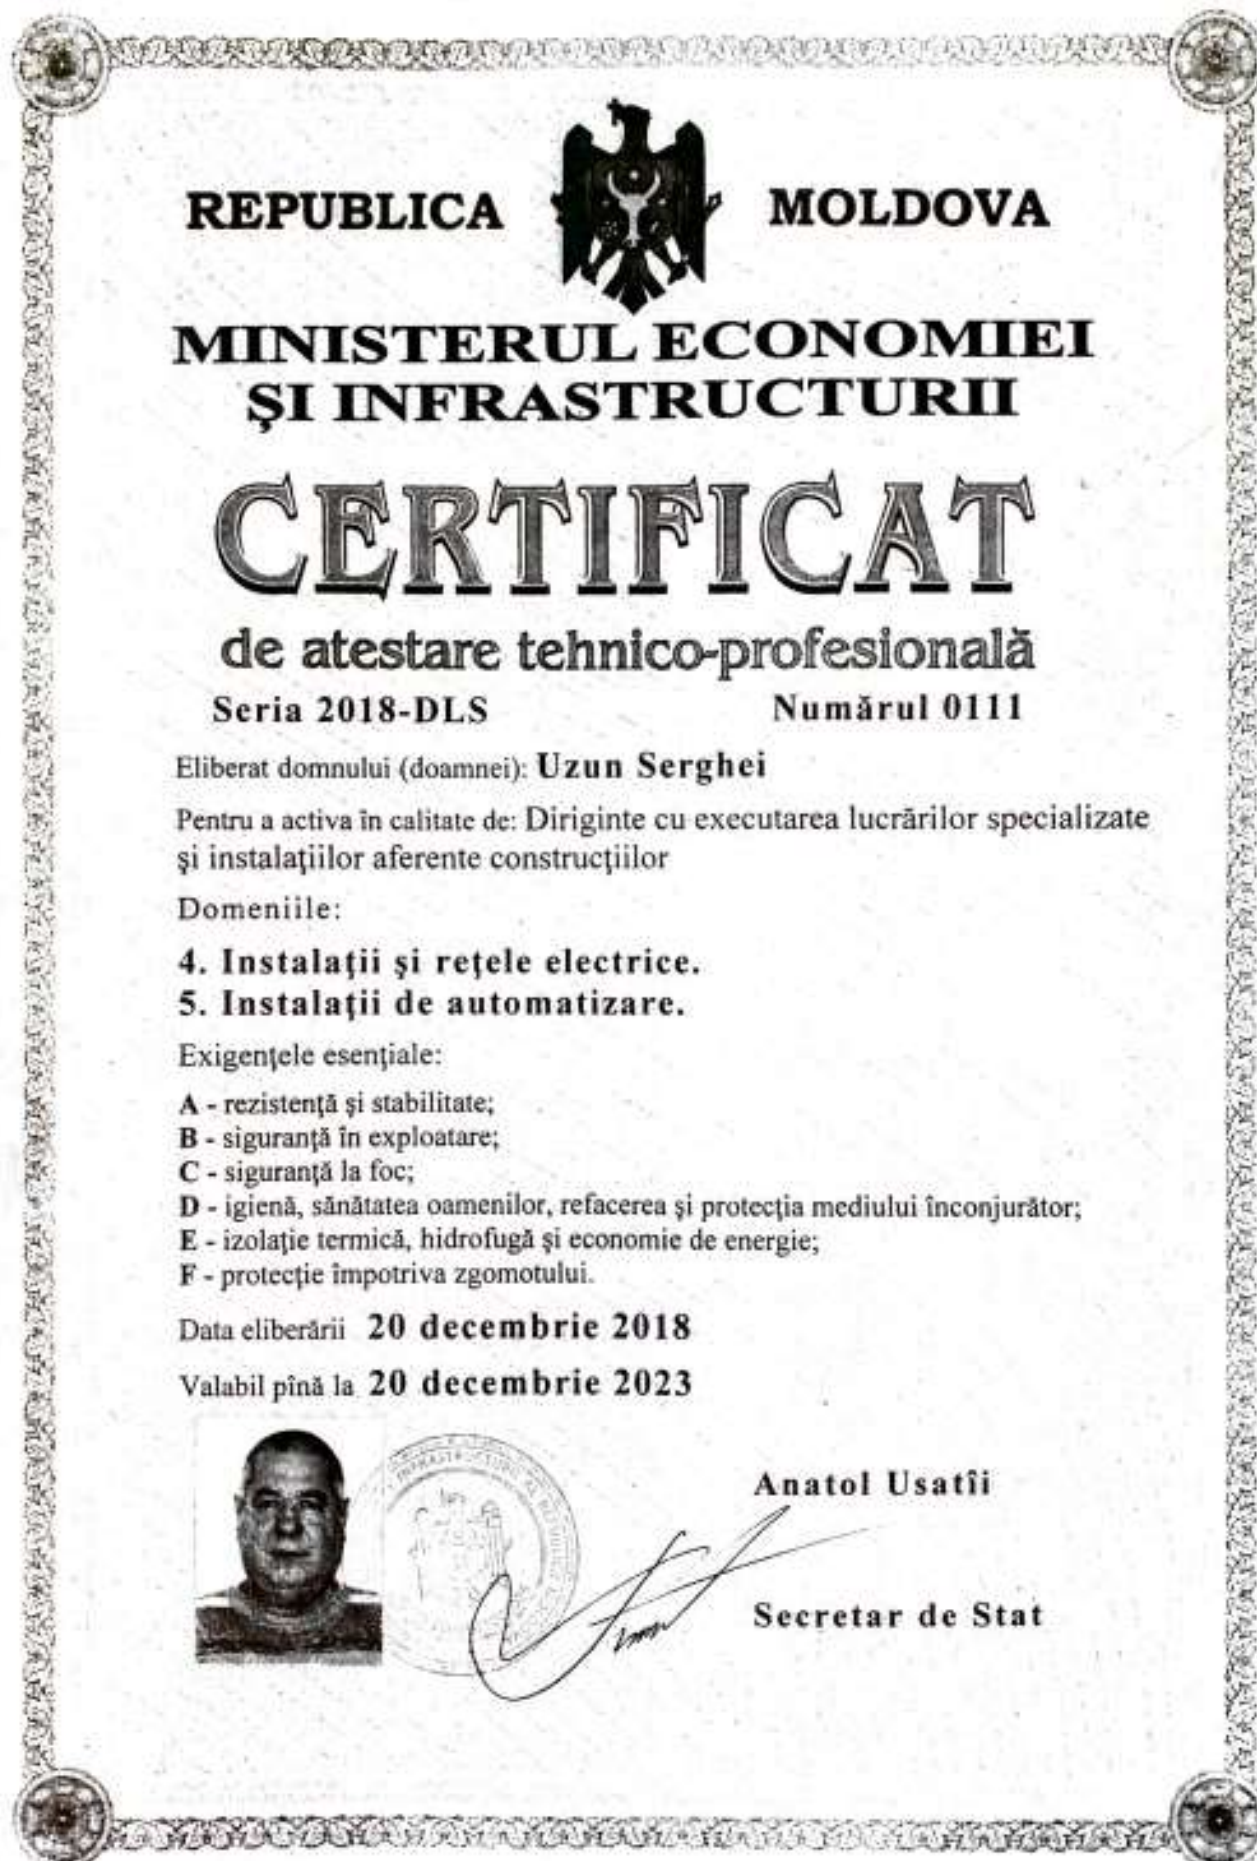 REPUBLICA MOLDOVA
MINISTERUL ECONOMIEI
ŞI INFRASTRUCTURII
CERTIFICAT
de atestare tehnico-profesională
Seria 2018-DLS Numărul 0111
Eliberat domnului (doamnei): Uzun Serghei
Pentru a activa în calitate de: Diriginte cu executarea lucrărilor specializate
şi instalaţiilor aferente construcţiilor
Domeniile:
4. Instalaţii şi reţele electrice.
5. Instalaţii de automatizare.
Exigenţele esenţiale:
A - rezistenţă şi stabilitate;
B - siguranţă în exploatare;
C - siguranţă la foc;
D - igienă, sănătatea oamenilor, refacerea şi protecţia mediului înconjurător;
E - izolaţie termică, hidrofugă şi economie de energie;
F - protecţie împotriva zgomotului.
Data eliberării 20 decembrie 2018
Valabil pînă la 20 decembrie 2023
Anatol Usatîi
Secretar de Stat